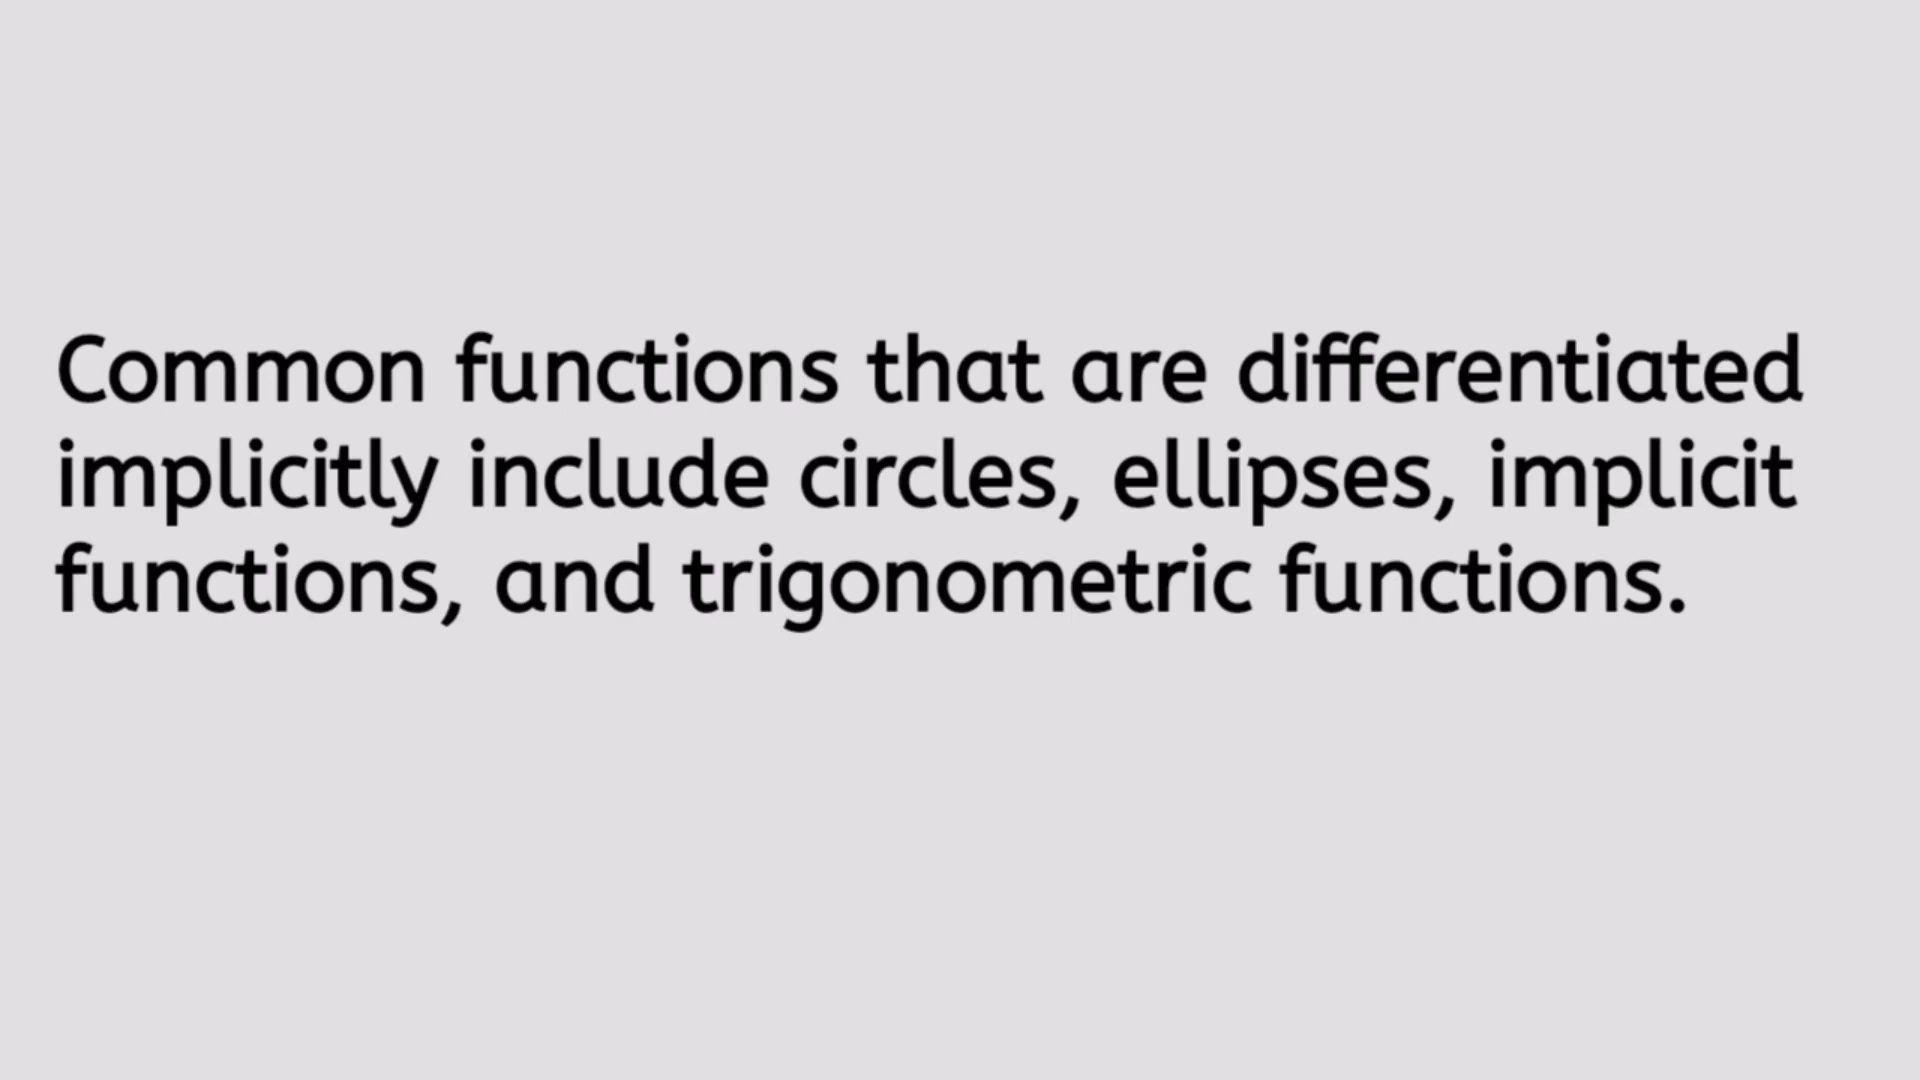 Common functions that are differentiated
implicitly include circles, ellipses, implicit
functions, and trigonometric functions.